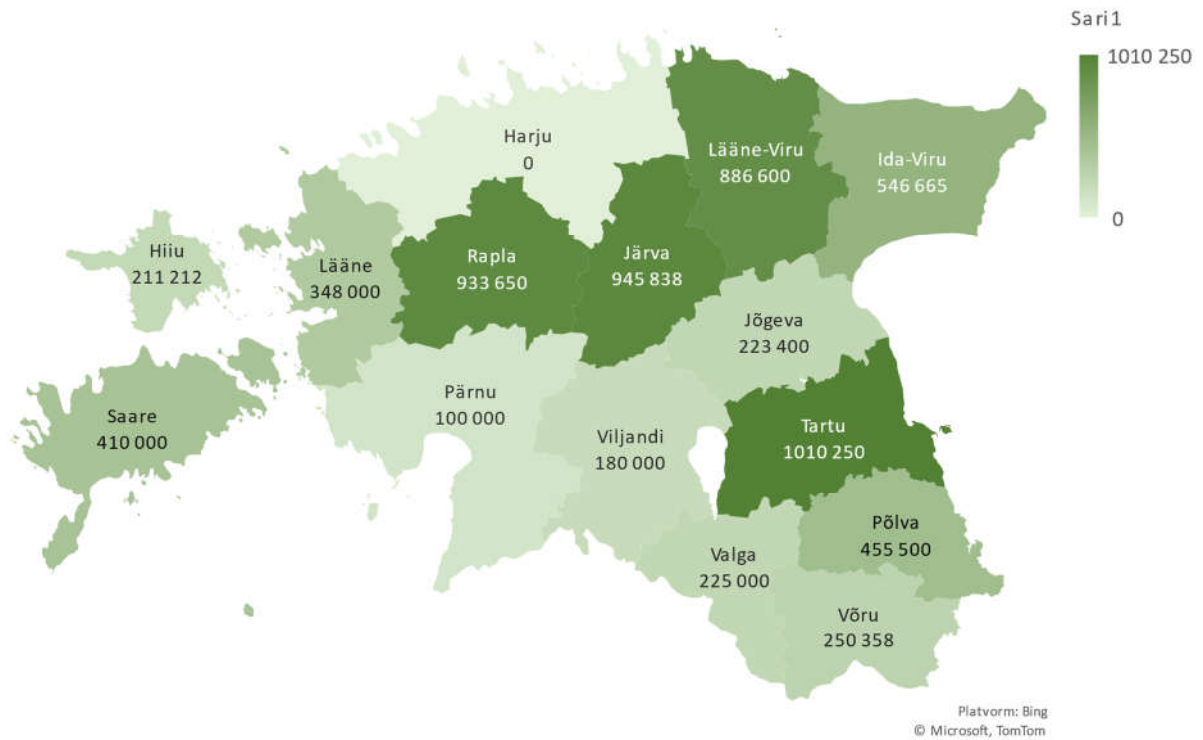 Sari1
1010 250
0
Harju
0
Lääne-Viru
886 600
Ida-Viru
546 665
Hiiu
211 212
Lääne
348 000
Rapla
933 650
Järva
945 838
Jõgeva
223 400
Pärnu
100 000
Saare
410 000
Viljandi
180 000
Tartu
1010 250
Põlva
455 500
Valga
225 000
Võru
250 358
Platvorm: Bing
© Microsoft, TomTom